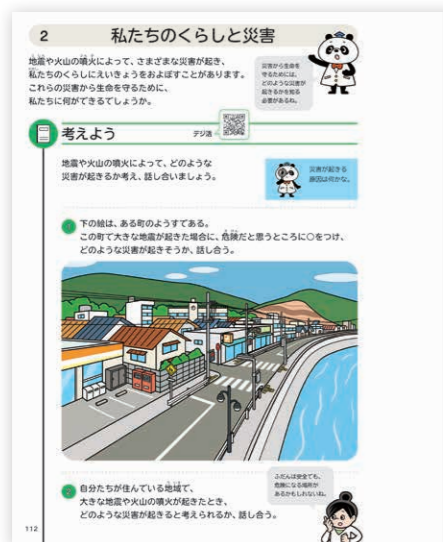 2 私たちのくらしと災害
地震や火山の噴火によって、さまざまな災害が起き、
私たちのくらしにえいきょうをおよぼすことがあります。
これらの災害から生命を守るために、
私たちに何ができるでしょうか。
災害から生命を
守るためには、
どのような災害が
起きるかを知る
必要があるね。
考えよう
デジ活
地震や火山の噴火によって、どのような
災害が起きるか考え、話し合いましょう。
災害が起きる
原因は何かな。
1 下の絵は、ある町のようすである。
この町で大きな地震が起きた場合に、危険だと思うところに○をつけ、
どのような災害が起きそうか、話し合う。
2 自分たちが住んでいる地域で、
大きな地震や火山の噴火が起きたとき、
どのような災害が起きると考えられるか、話し合う。
ふだんは安全でも、
危険になる場所が
あるかもしれないね。
112